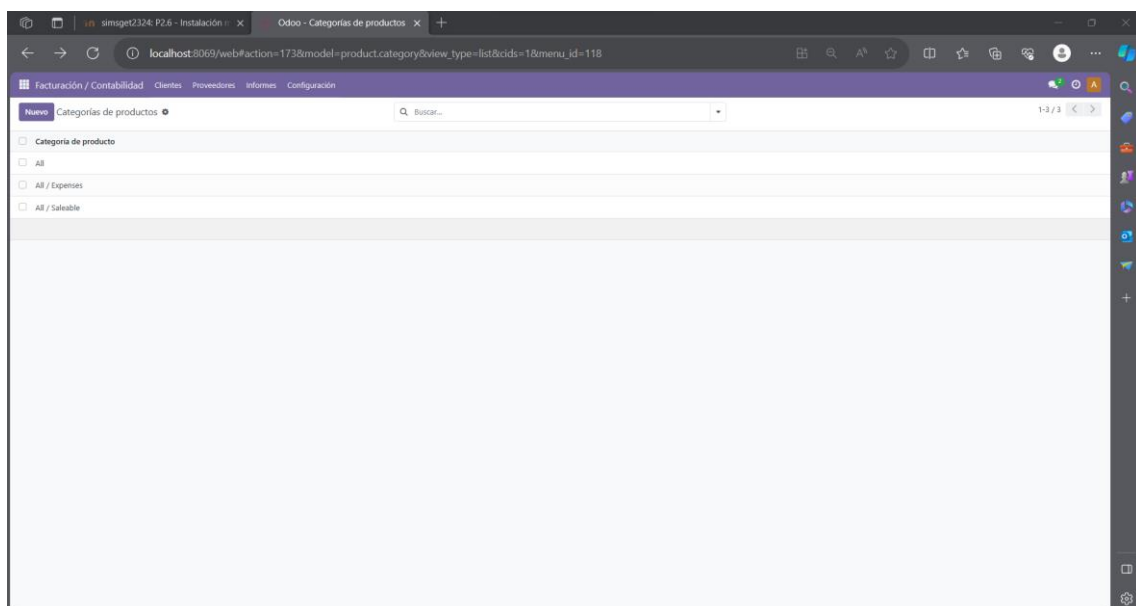 simsget2324: P2.6 - Instalación
Odoo - Categorías de productos
localhost:8069/web#action=173&model=product.category&view_type=list&cids=1&menu_id=118
Facturación / Contabilidad Clientes Proveedores Informes Configuración A
Nuevo Categorías de productos Buscar... 1-3 / 3
Categoría de producto
All
All / Expenses
All / Saleable